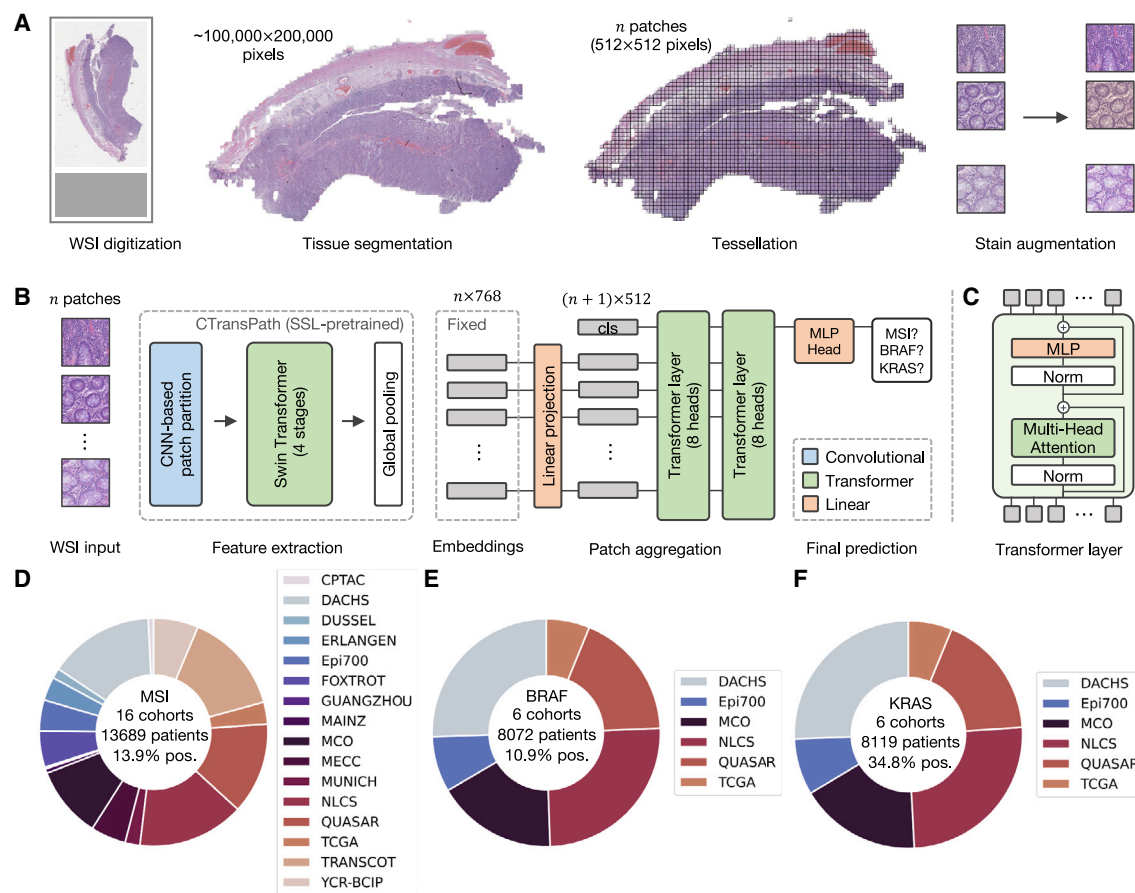 A
~100,000×200,000
pixels
n patches
(512×512 pixels)
WSI digitization
Tissue segmentation
Tessellation
Stain augmentation
B
n patches
CTransPath (SSL-pretrained)
CNN-based
patch partition
Swin Transformer
(4 stages)
Global pooling
n×768
Fixed
Linear projection
(n + 1)×512
cls
Transformer layer
(8 heads)
Transformer layer
(8 heads)
MLP
Head
MSI?
BRAF?
KRAS?
Convolutional
Transformer
Linear
WSI input
Feature extraction
Embeddings
Patch aggregation
Final prediction
C
MLP
Norm
Multi-Head
Attention
Norm
Transformer layer
D
MSI
16 cohorts
13689 patients
13.9% pos.
CPTAC
DACHS
DUSSEL
ERLANGEN
Epi700
FOXTROT
GUANGZHOU
MAINZ
MCO
MECC
MUNICH
NLCS
QUASAR
TCGA
TRANSCOT
YCR-BCIP
E
BRAF
6 cohorts
8072 patients
10.9% pos.
DACHS
Epi700
MCO
NLCS
QUASAR
TCGA
F
KRAS
6 cohorts
8119 patients
34.8% pos.
DACHS
Epi700
MCO
NLCS
QUASAR
TCGA